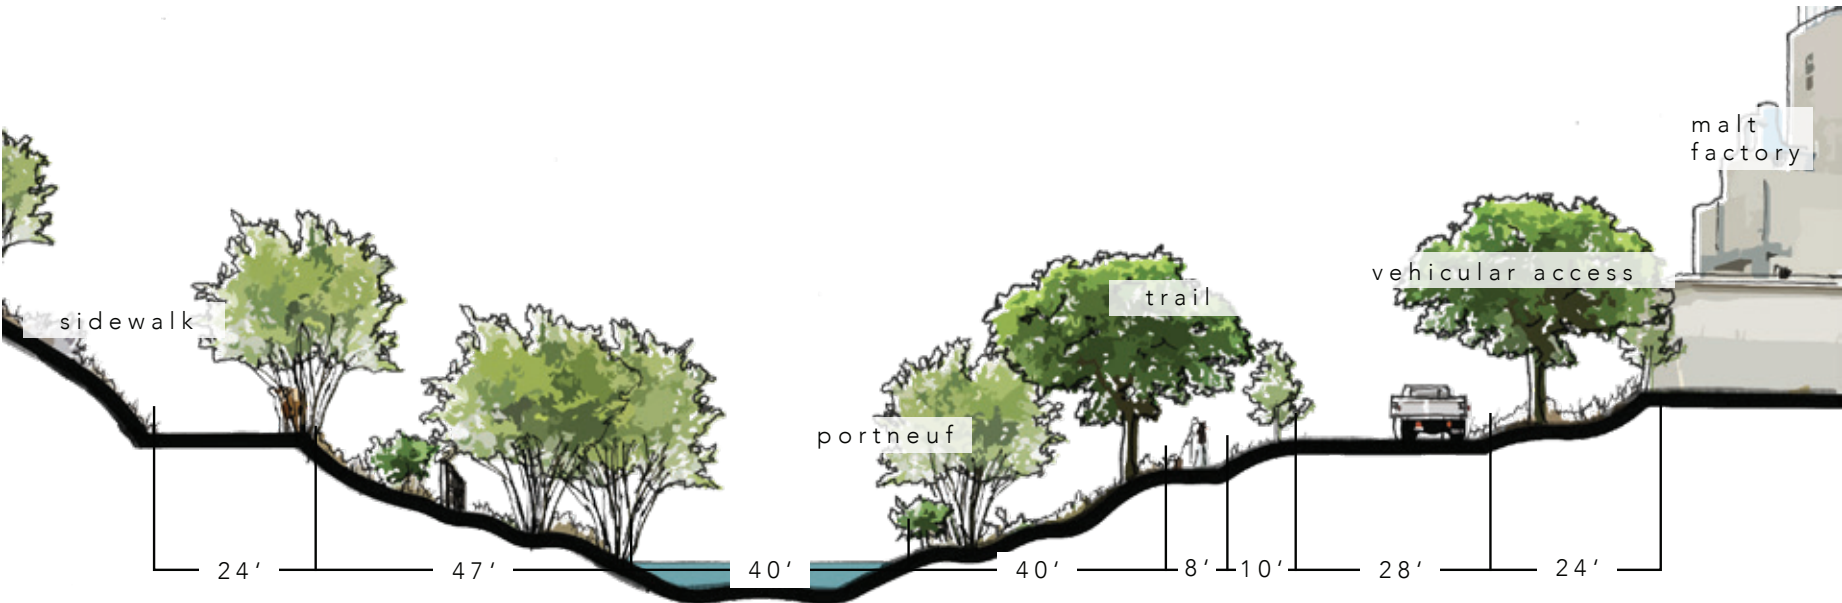 malt
factory
vehicular access
trail
sidewalk
portneuf
24‘
47‘
40‘
40‘
8‘
10‘
28‘
24‘